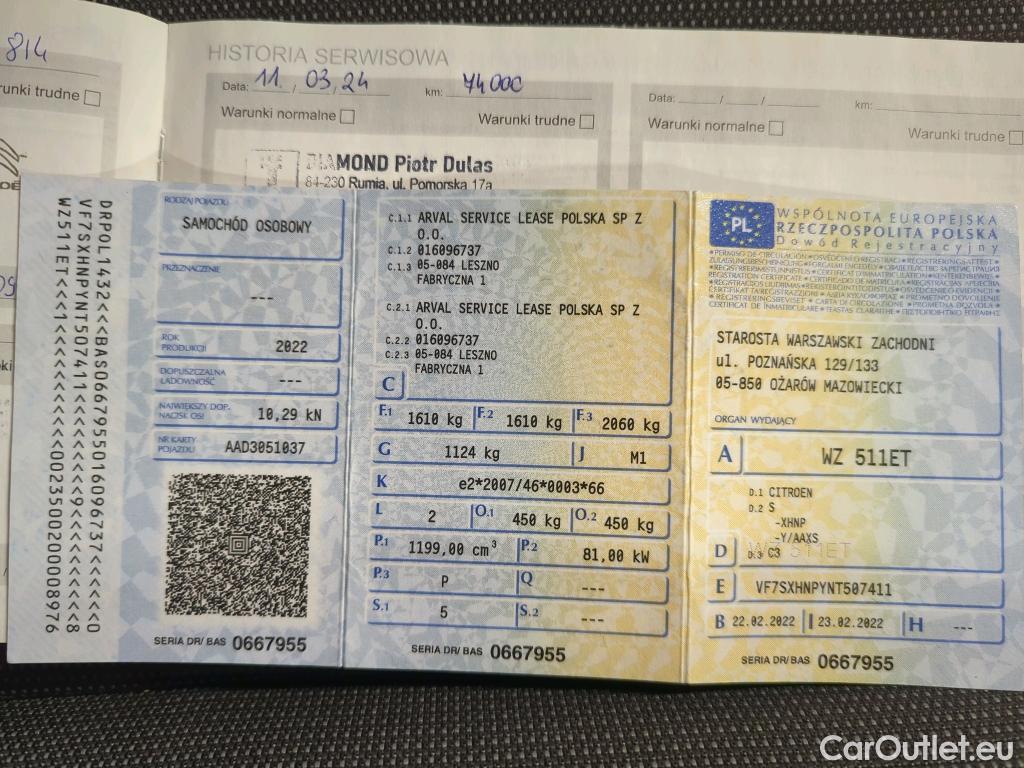 814
HISTORIA SERWISOWA
Data: 11. / 03. 24 km: 74000
Data: / / km:
Warunki normalne Warunki trudne
Warunki normalne Warunki trudne
DIAMOND Piotr Dulas
84-230 Rumia, ul. Pomorska 17a
DRPOL1432<<<BAS0667955016096737<<<<<0
VF7SXHNPYNT507411<<<<<<<9<<<<<<<<8
WZ511ET<<1<<<<<<<<<<<002350020008976
RODZAJ POJAZDU
SAMOCHÓD OSOBOWY
PRZEZNACZENIE
---
ROK PRODUKCJI 2022
DOPUSZCZALNA ŁADOWNOŚĆ ---
NAJWIĘKSZY DOP. NACISK OSI 10,29 kN
NR KARTY POJAZDU AAD3051037
SERIA DR/BAS 0667955
C.1.1 ARVAL SERVICE LEASE POLSKA SP Z
O.O.
C.1.2 016096737
C.1.3 05-084 LESZNO
FABRYCZNA 1
C.2.1 ARVAL SERVICE LEASE POLSKA SP Z
O.O.
C.2.2 016096737
C.2.3 05-084 LESZNO
FABRYCZNA 1
C
F.1 1610 kg F.2 1610 kg F.3 2060 kg
G 1124 kg J M1
K e2*2007/46*0003*66
L 2 O.1 450 kg O.2 450 kg
P.1 1199,00 cm³ P.2 81,00 kW
P.3 P Q ---
S.1 5 S.2 ---
SERIA DR/BAS 0667955
PL
WSPÓLNOTA EUROPEJSKA
RZECZPOSPOLITA POLSKA
Dowód Rejestracyjny
STAROSTA WARSZAWSKI ZACHODNI
ul. POZNAŃSKA 129/133
05-850 OŻARÓW MAZOWIECKI
ORGAN WYDAJĄCY
A WZ 511ET
D.1 CITROEN
D.2 S
-XHNP
-Y/AAXS
D D.3 C3
WZ 511ET
E VF7SXHNPYNT507411
B 22.02.2022 I 23.02.2022 H ---
SERIA DR/BAS 0667955
CarOutlet.eu